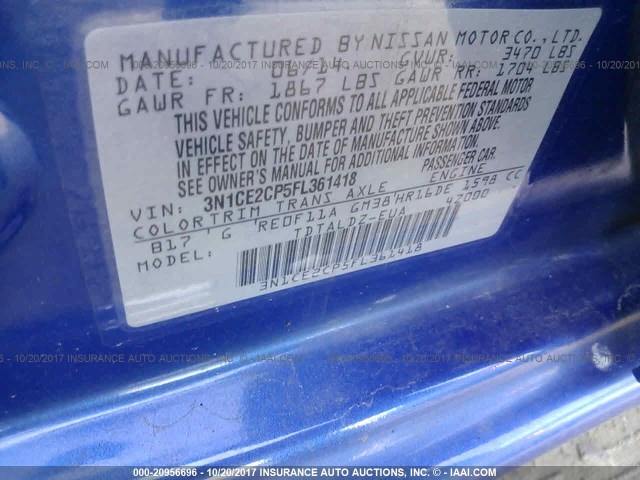 MANUFACTURED BY NISSAN MOTOR CO., LTD.
DATE: 06/14 GVWR: 3470 LBS
GAWR FR: 1867 LBS GAWR RR: 1704 LBS
THIS VEHICLE CONFORMS TO ALL APPLICABLE FEDERAL MOTOR
VEHICLE SAFETY, BUMPER AND THEFT PREVENTION STANDARDS
IN EFFECT ON THE DATE OF MANUFACTURE SHOWN ABOVE.
SEE OWNER'S MANUAL FOR ADDITIONAL INFORMATION
VIN: 3N1CE2CP5FL361418 PASSENGER CAR
COLOR TRIM TRANS AXLE ENGINE
B17 G RE0F11A GM38 HR16DE 1598 CC
MODEL: TDTALDZ-EUA 42000
3N1CE2CP5FL361418
000-20956696 - 10/20/2017 INSURANCE AUTO AUCTIONS, INC. (C) - IAAI.COM